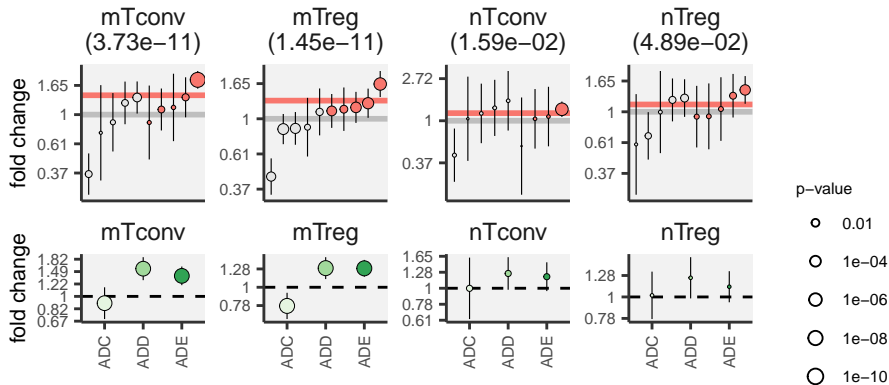 mTconv
(3.73e−11)
mTreg
(1.45e−11)
nTconv
(1.59e−02)
nTreg
(4.89e−02)
fold change
1.65
1
0.61
0.37
1.65
1
0.61
0.37
2.72
1
0.37
1.65
1
0.61
0.37
mTconv
mTreg
nTconv
nTreg
fold change
1.82
1.49
1.22
1
0.82
0.67
1.28
1
0.78
1.65
1.28
1
0.78
0.61
1.28
1
0.78
ADC
ADD
ADE
ADC
ADD
ADE
ADC
ADD
ADE
ADC
ADD
ADE
p−value
0.01
1e−04
1e−06
1e−08
1e−10